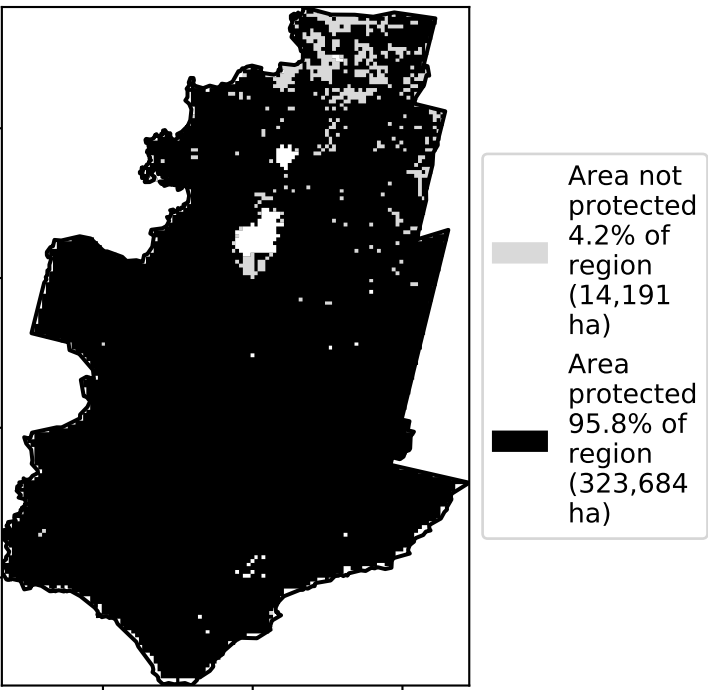 Area not
protected
4.2% of
region
(14,191
ha)
Area
protected
95.8% of
region
(323,684
ha)